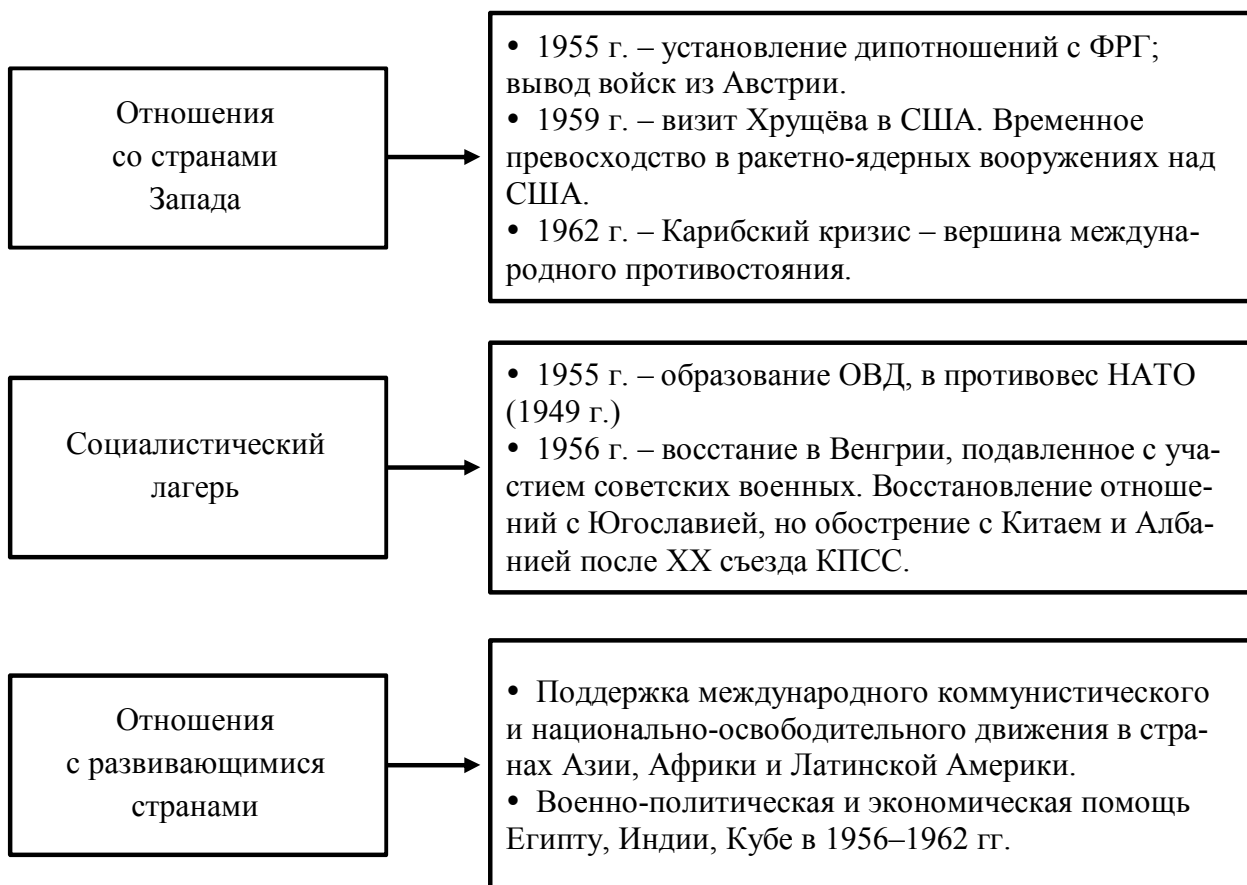 Отношения
со странами
Запада
• 1955 г. – установление дипотношений с ФРГ;
вывод войск из Австрии.
• 1959 г. – визит Хрущёва в США. Временное
превосходство в ракетно-ядерных вооружениях над
США.
• 1962 г. – Карибский кризис – вершина междуна-
родного противостояния.
Социалистический
лагерь
• 1955 г. – образование ОВД, в противовес НАТО
(1949 г.)
• 1956 г. – восстание в Венгрии, подавленное с уча-
стием советских военных. Восстановление отноше-
ний с Югославией, но обострение с Китаем и Алба-
нией после XX съезда КПСС.
Отношения
с развивающимися
странами
• Поддержка международного коммунистического
и национально-освободительного движения в стра-
нах Азии, Африки и Латинской Америки.
• Военно-политическая и экономическая помощь
Египту, Индии, Кубе в 1956–1962 гг.